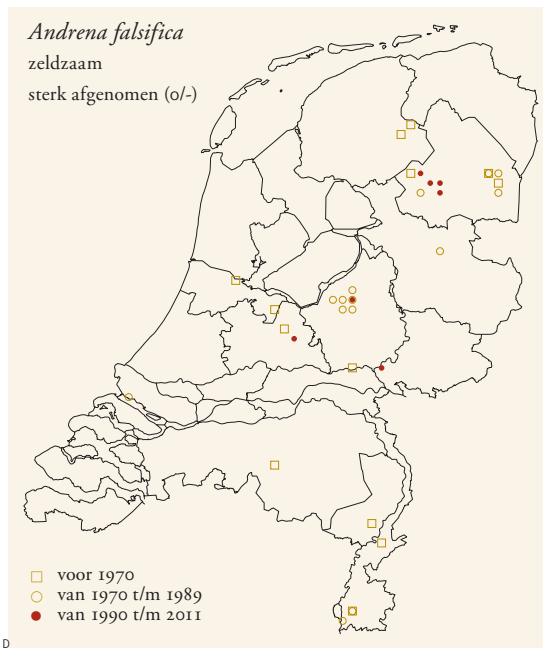 Andrena falsifica
zeldzaam
sterk afgenomen (0/-)
voor 1970
van 1970 t/m 1989
van 1990 t/m 2011
D